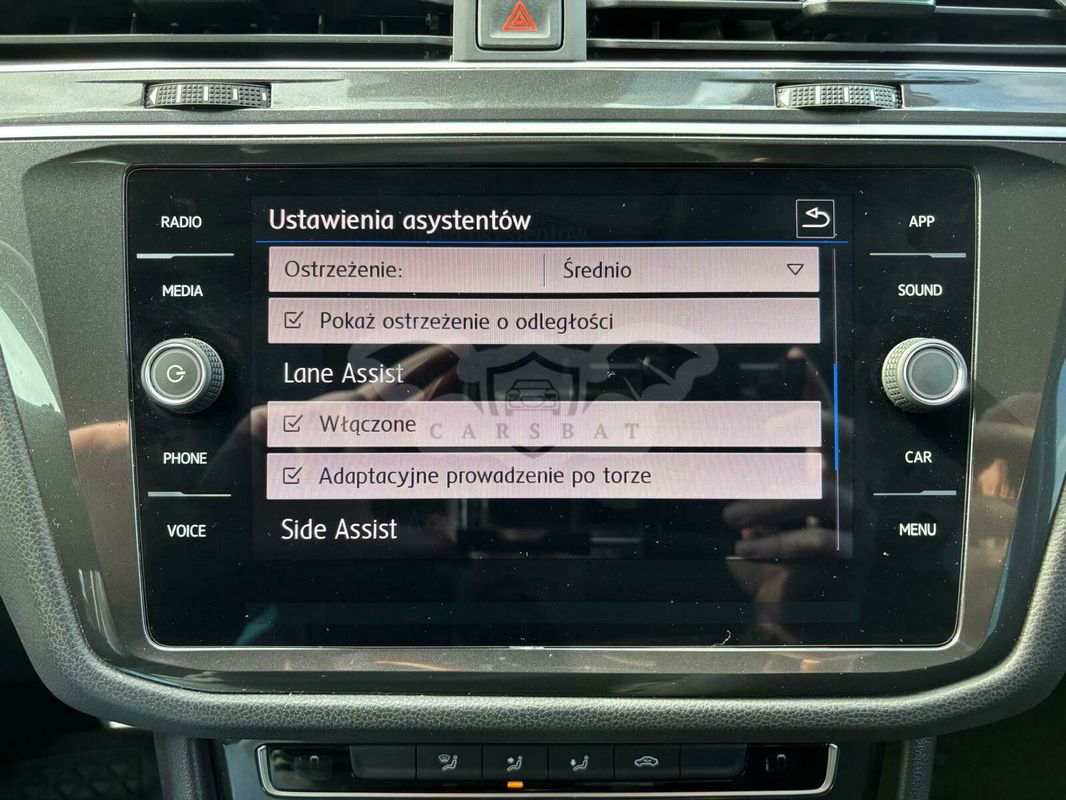 RADIO
MEDIA
PHONE
VOICE
Ustawienia asystentów
Ostrzeżenie: Średnio
Pokaż ostrzeżenie o odległości
Lane Assist
Włączone
CARSBAT
Adaptacyjne prowadzenie po torze
Side Assist
APP
SOUND
CAR
MENU